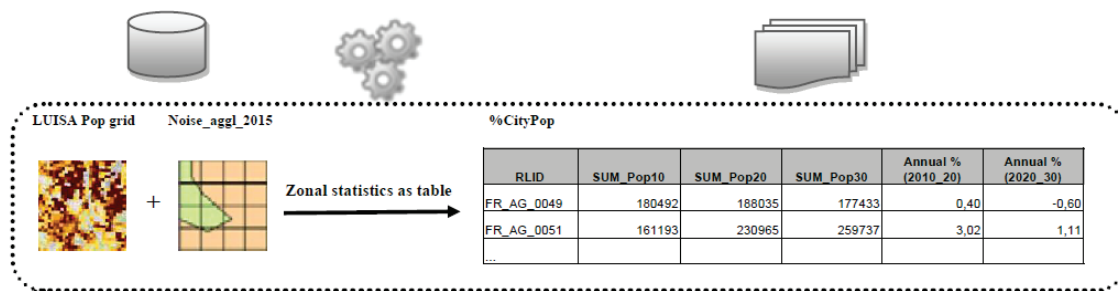 LUISA Pop grid
Noise_aggl_2015
%CityPop
+
Zonal statistics as table
RLID SUM_Pop10 SUM_Pop20 SUM_Pop30 Annual % (2010_20) Annual % (2020_30)
FR_AG_0049 180492 188035 177433 0,40 -0,60
FR_AG_0051 161193 230965 259737 3,02 1,11
...